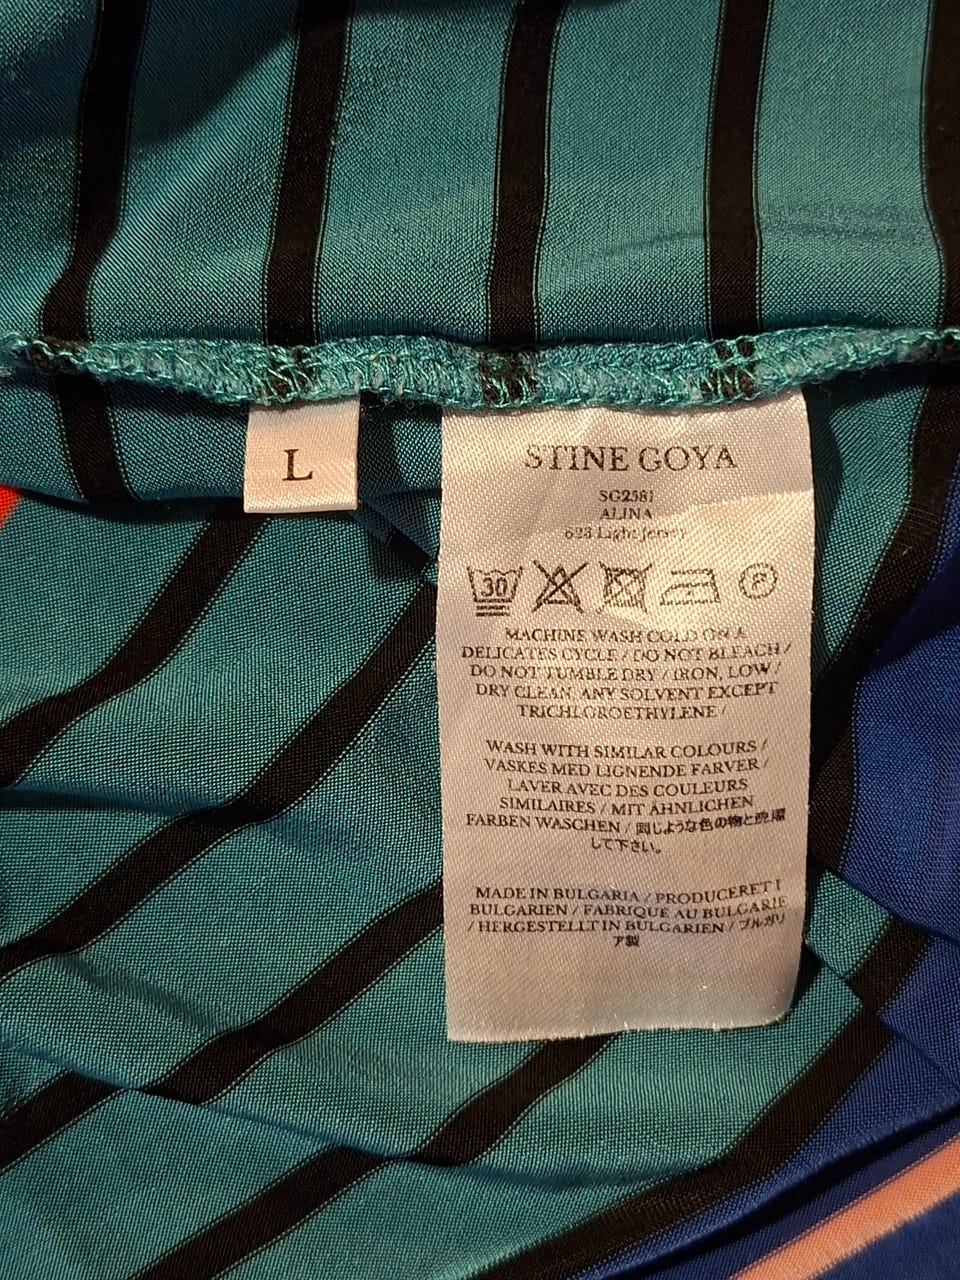 L
STINE GOYA
SG2581
ALINA
623 Light Jersey
30 P
MACHINE WASH COLD ON A
DELICATES CYCLE / DO NOT BLEACH /
DO NOT TUMBLE DRY / IRON, LOW /
DRY CLEAN, ANY SOLVENT EXCEPT
TRICHLOROETHYLENE /
WASH WITH SIMILAR COLOURS /
VASKES MED LIGNENDE FARVER /
LAVER AVEC DES COULEURS
SIMILAIRES / MIT ÄHNLICHEN
FARBEN WASCHEN / 同じような色の物と洗濯
して下さい。
MADE IN BULGARIA / PRODUCERET I
BULGARIEN / FABRIQUÉ AU BULGARIE
/ HERGESTELLT IN BULGARIEN / ブルガリ
ア製